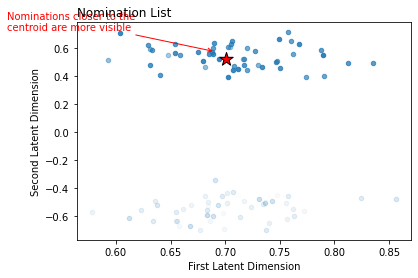 Nomination List
Nominations closer to the
centroid are more visible
Second Latent Dimension
0.6
0.4
0.2
0.0
−0.2
−0.4
−0.6
0.60 0.65 0.70 0.75 0.80 0.85
First Latent Dimension